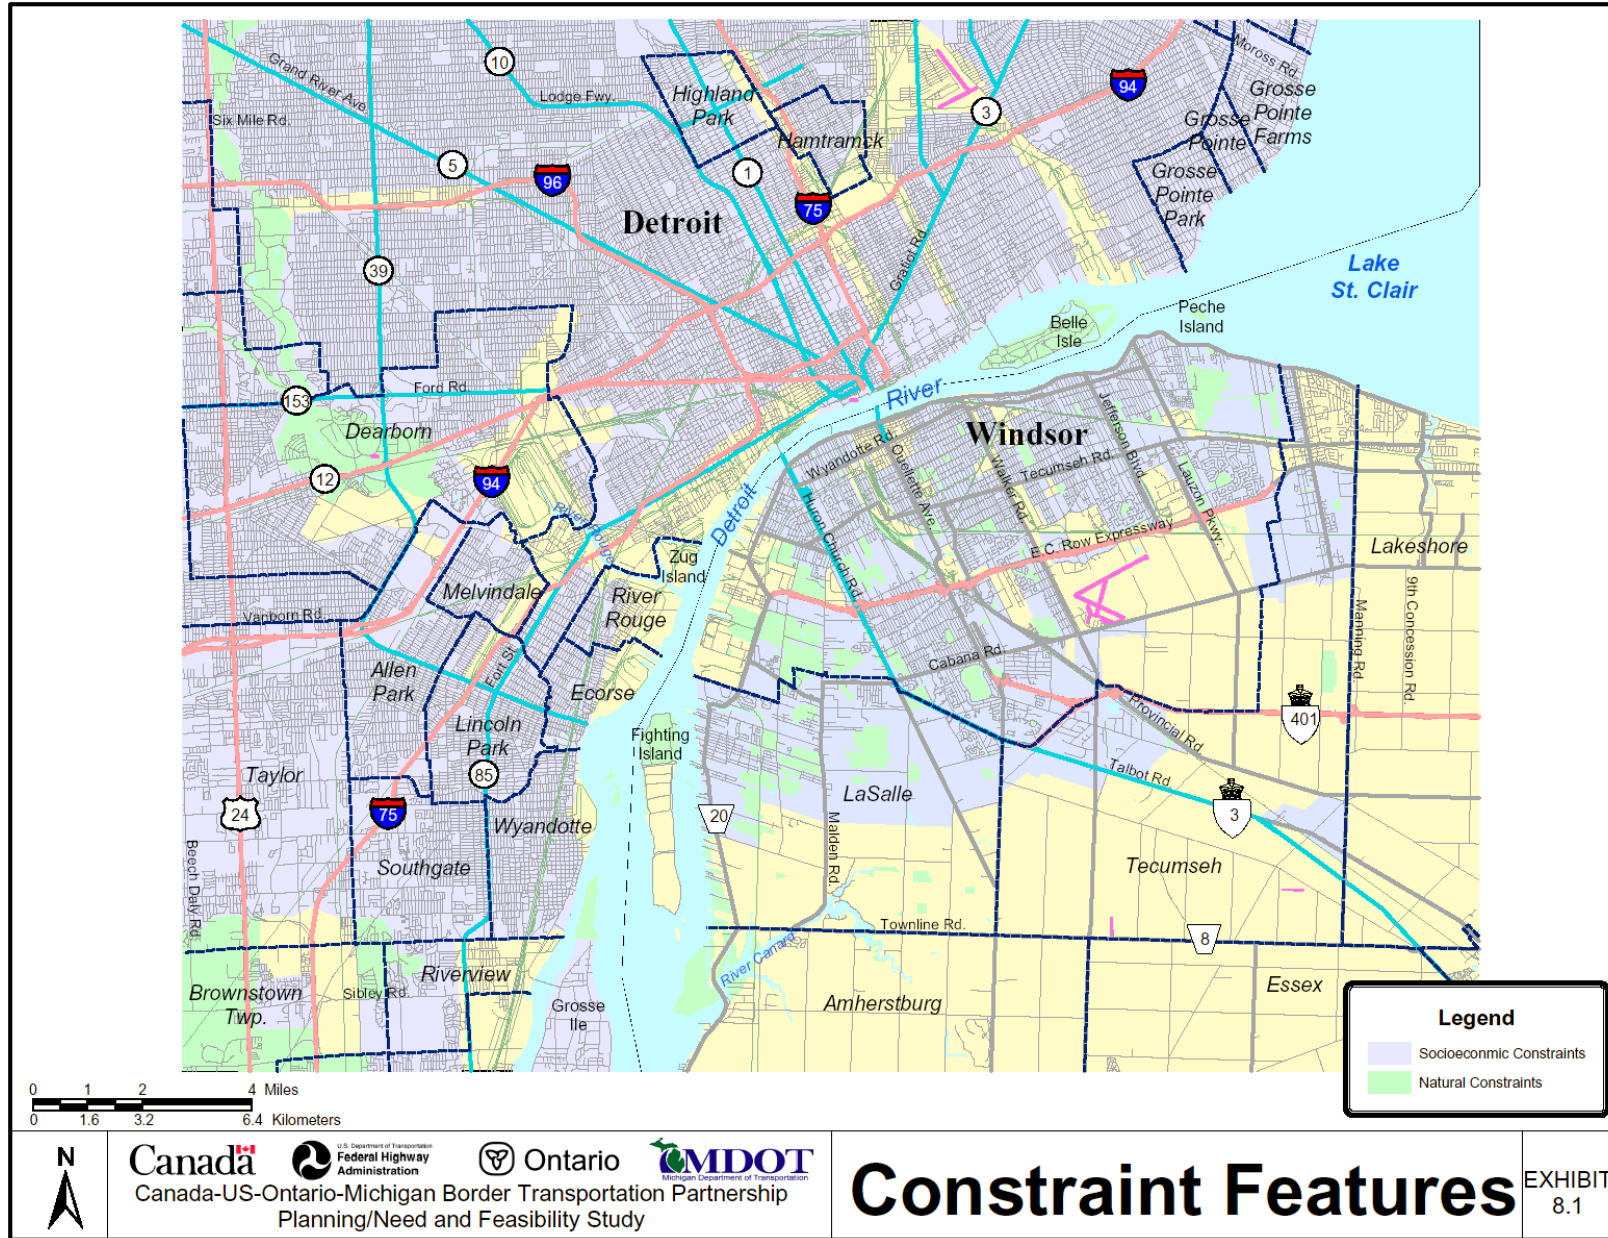 Grand River Ave.
10
Lodge Fwy.
Highland
Park
Hamtramck
3
94
Moross Rd.
Grosse
Pointe
Farms
Grosse
Pointe
Grosse
Pointe
Park
Six Mile Rd.
5
96
1
75
Detroit
39
Gratiot Rd.
Lake
St. Clair
Peche
Island
Belle
Isle
Ford Rd.
153
Dearborn
12
94
River
Windsor
Wyandotte Rd.
Ouellette Ave.
Walker Rd.
Tecumseh Rd.
Jefferson Blvd.
Lauzon Pkwy.
Huron Church Rd.
E.C. Row Expressway
Lakeshore
Detroit
River Rouge
Zug
Island
Melvindale
River
Rouge
Vanborn Rd.
Allen
Park
Fort St.
Ecorse
Lincoln
Park
Fighting
Island
Cabana Rd.
Manning Rd.
9th Concession Rd.
401
Provincial Rd
Talbot Rd.
3
Taylor
24
85
75
Wyandotte
Southgate
20
LaSalle
Malden Rd.
Tecumseh
Beech Daly Rd.
Townline Rd.
8
River Canard
Riverview
Sibley Rd.
Brownstown
Twp.
Grosse
Ile
Amherstburg
Essex
Legend
Socioeconmic Constraints
Natural Constraints
0 1 2 4 Miles
0 1.6 3.2 6.4 Kilometers
N
Canada
U.S. Department of Transportation
Federal Highway
Administration
Ontario
MDOT
Michigan Department of Transportation
Canada-US-Ontario-Michigan Border Transportation Partnership
Planning/Need and Feasibility Study
Constraint Features
EXHIBIT
8.1